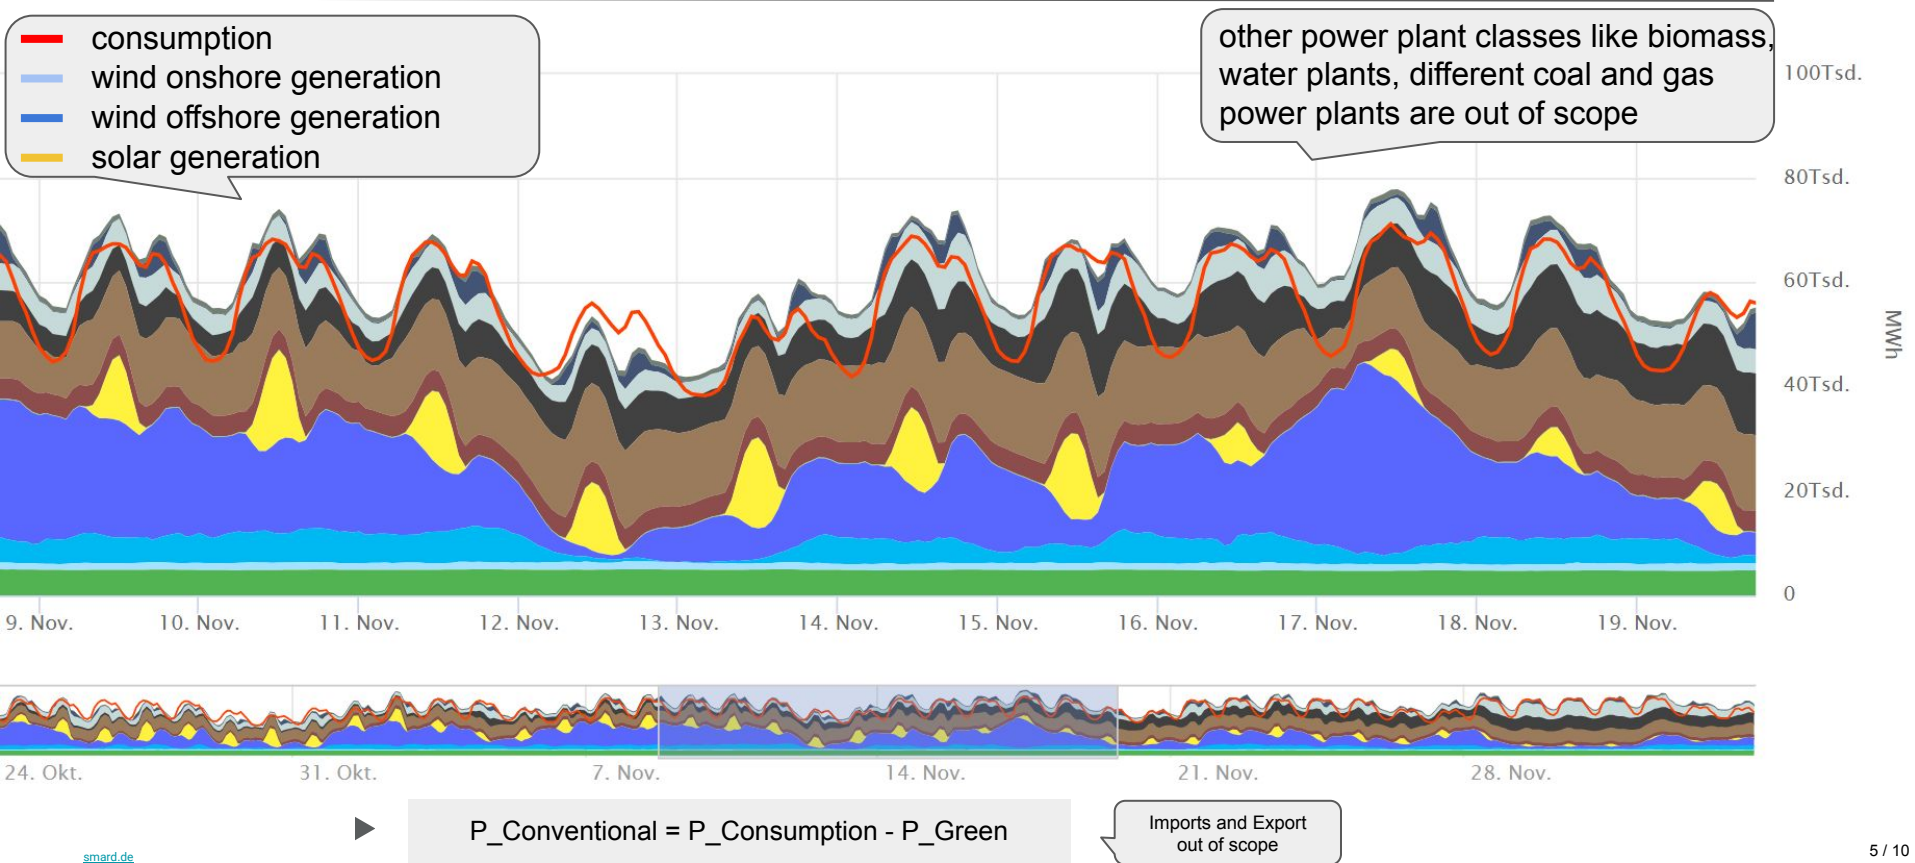 consumption
wind onshore generation
wind offshore generation
solar generation
other power plant classes like biomass,
water plants, different coal and gas
power plants are out of scope
100Tsd.
80Tsd.
60Tsd.
40Tsd.
20Tsd.
0
MWh
9. Nov.
10. Nov.
11. Nov.
12. Nov.
13. Nov.
14. Nov.
15. Nov.
16. Nov.
17. Nov.
18. Nov.
19. Nov.
24. Okt.
31. Okt.
7. Nov.
14. Nov.
21. Nov.
28. Nov.
P_Conventional = P_Consumption - P_Green
Imports and Export
out of scope
smard.de
5 / 10